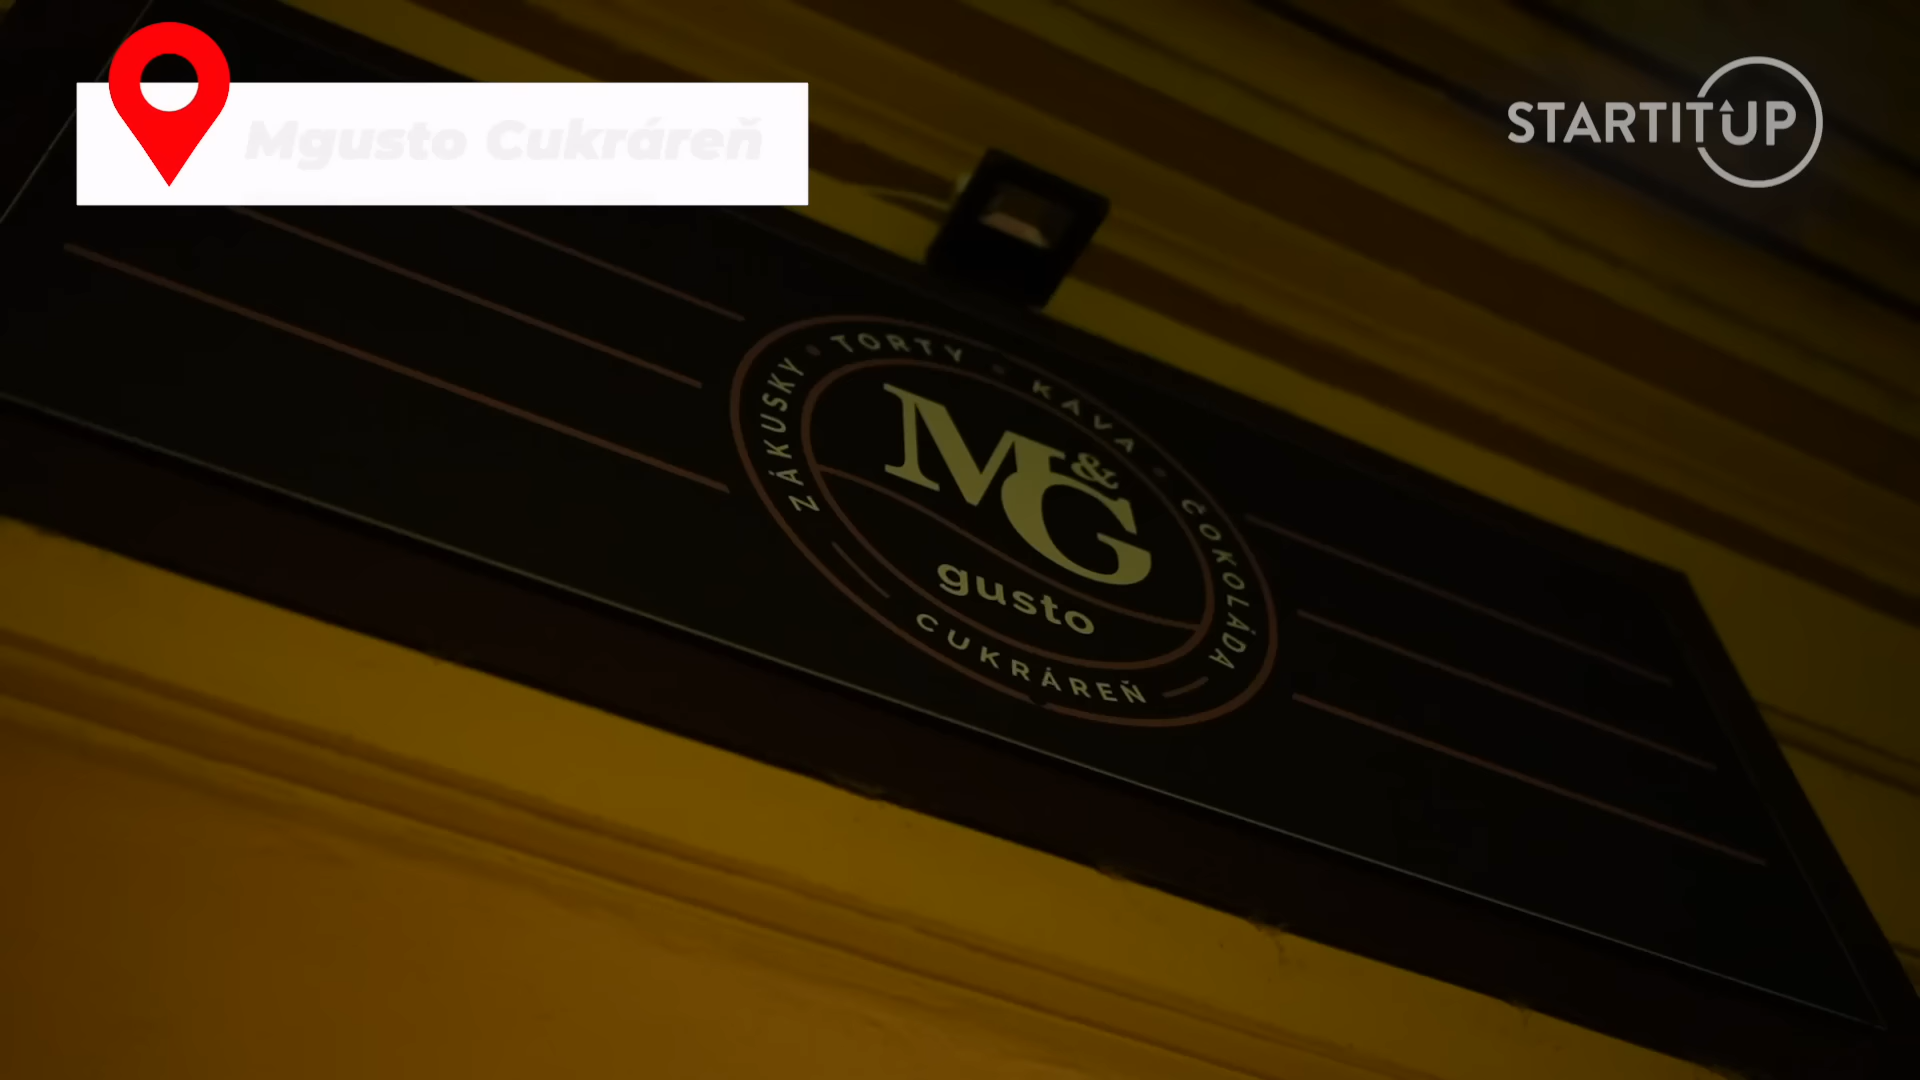 Mgusto Cukráreň
STARTITUP
ZÁKUSKY • TORTY • KÁVA • ČOKOLÁDA
M&G
gusto
CUKRÁREŇ